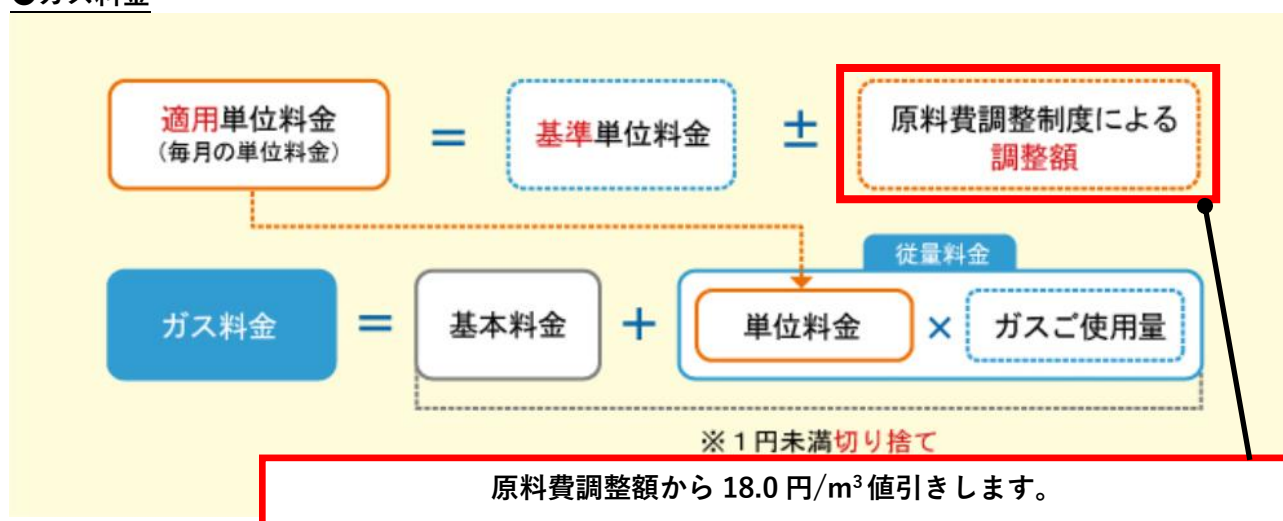 ●ガス料金
適用単位料金
（毎月の単位料金）
＝
基準単位料金
±
原料費調整制度による
調整額
従量料金
ガス料金
＝
基本料金
＋
単位料金
×
ガスご使用量
※１円未満切り捨て
原料費調整額から 18.0 円/m³ 値引きします。